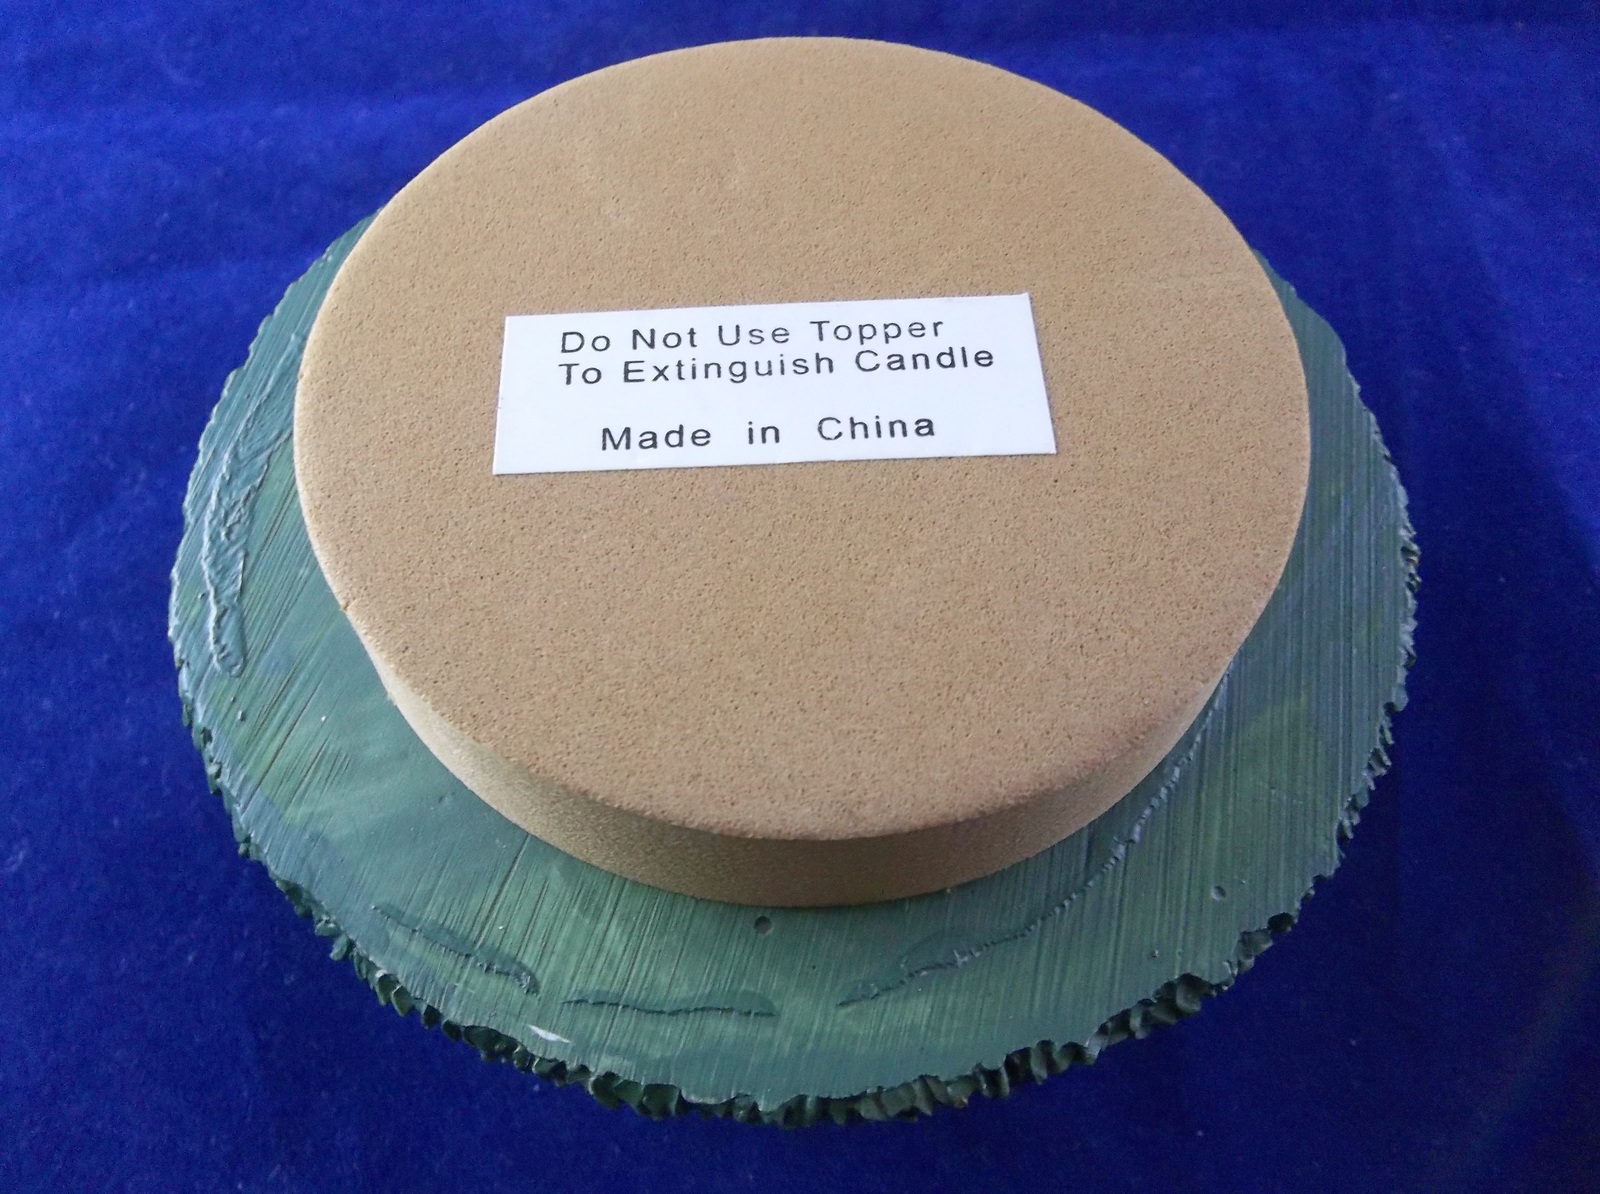 Do Not Use Topper
To Extinguish Candle
Made in China